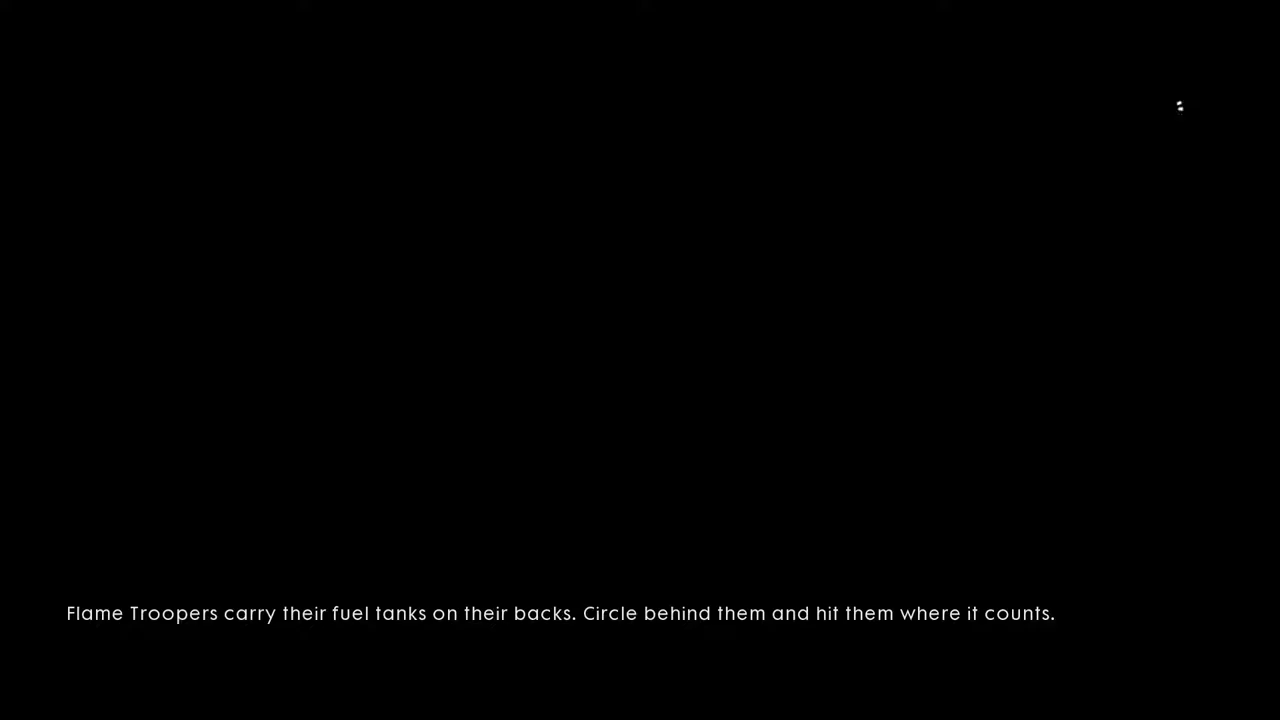 Flame Troopers carry their fuel tanks on their backs. Circle behind them and hit them where it counts.